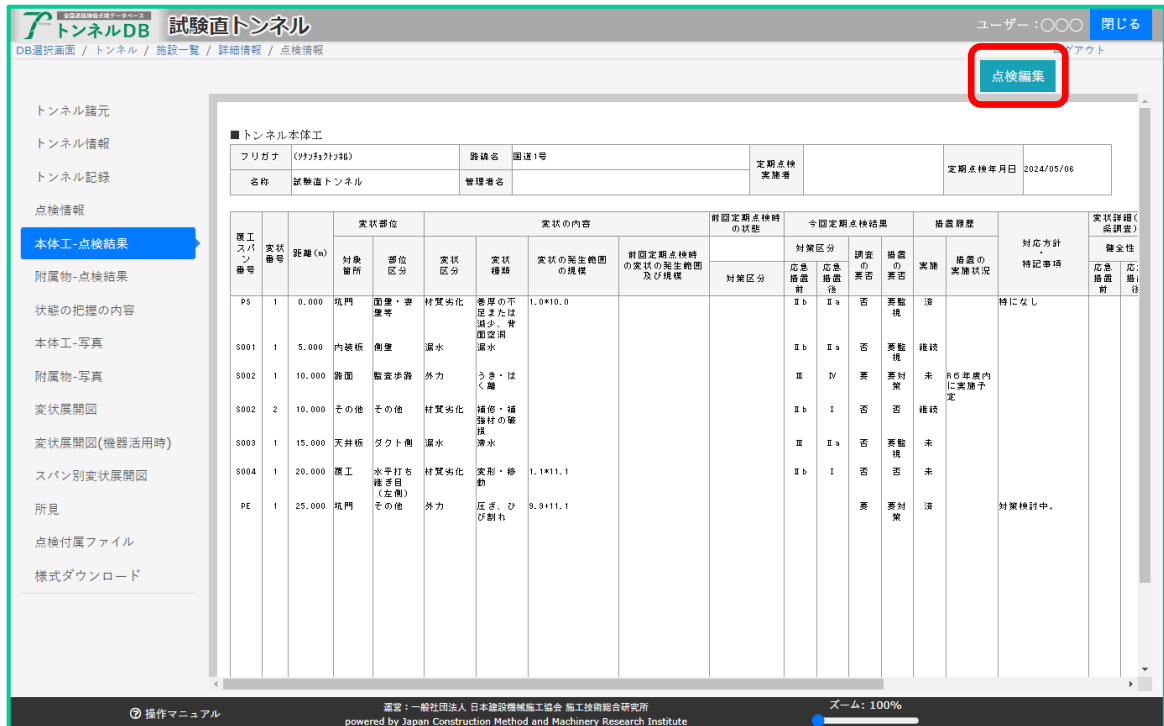 全国道路施設点検データベース
トンネルDB 試験直トンネル ユーザー：〇〇〇 閉じる
DB選択画面 / トンネル / 施設一覧 / 詳細情報 / 点検情報 ログアウト
点検編集
トンネル諸元
トンネル情報
トンネル記録
点検情報
本体工-点検結果
附属物-点検結果
状態の把握の内容
本体工-写真
附属物-写真
変状展開図
変状展開図(機器活用時)
スパン別変状展開図
所見
点検付属ファイル
様式ダウンロード
■トンネル本体工
フリガナ 路線名 国道1号 定期点検実施者 定期点検年月日 2024/05/06
名称 試験直トンネル 管理者名
覆工スパン番号 変状番号 距離(m) 変状部位 変状の内容 前回定期点検時の状態 今回定期点検結果 措置履歴 対応方針・特記事項 変状詳細(
対象箇所 部位区分 変状区分 変状種類 変状の発生範囲の規模 前回定期点検時の変状の発生範囲及び規模 対策区分 対策区分 調査の要否 措置の要否 実施 措置の実施状況 健全性
応急措置前 応急措置後 応急措置前
PS 1 0.000 坑門 面壁・妻壁等 材質劣化 巻厚の不足または減少、背面空洞 1.0*10.0 Ⅱb Ⅱa 否 要監視 済 特になし
S001 1 5.000 内装板 側壁 漏水 漏水 Ⅱb Ⅱa 否 要監視 継続
S002 1 10.000 路面 監査歩路 外力 うき・はく離 Ⅲ Ⅳ 要 要対策 未 R6年度内に実施予定
S002 2 10.000 その他 その他 材質劣化 補修・補強材の破損 Ⅱb Ⅰ 否 否 継続
S003 1 15.000 天井板 ダクト側 漏水 滞水 Ⅲ Ⅱa 否 要監視 未
S004 1 20.000 覆工 水平打ち継ぎ目(左側) 材質劣化 変形・移動 1.1*11.1 Ⅱb Ⅰ 否 否 未
PE 1 25.000 坑門 その他 外力 圧ざ、ひび割れ 9.9*11.1 要 要対策 済 対策検討中。
操作マニュアル
運営：一般社団法人 日本建設機械施工協会 施工技術総合研究所
powered by Japan Construction Method and Machinery Research Institute
ズーム: 100%